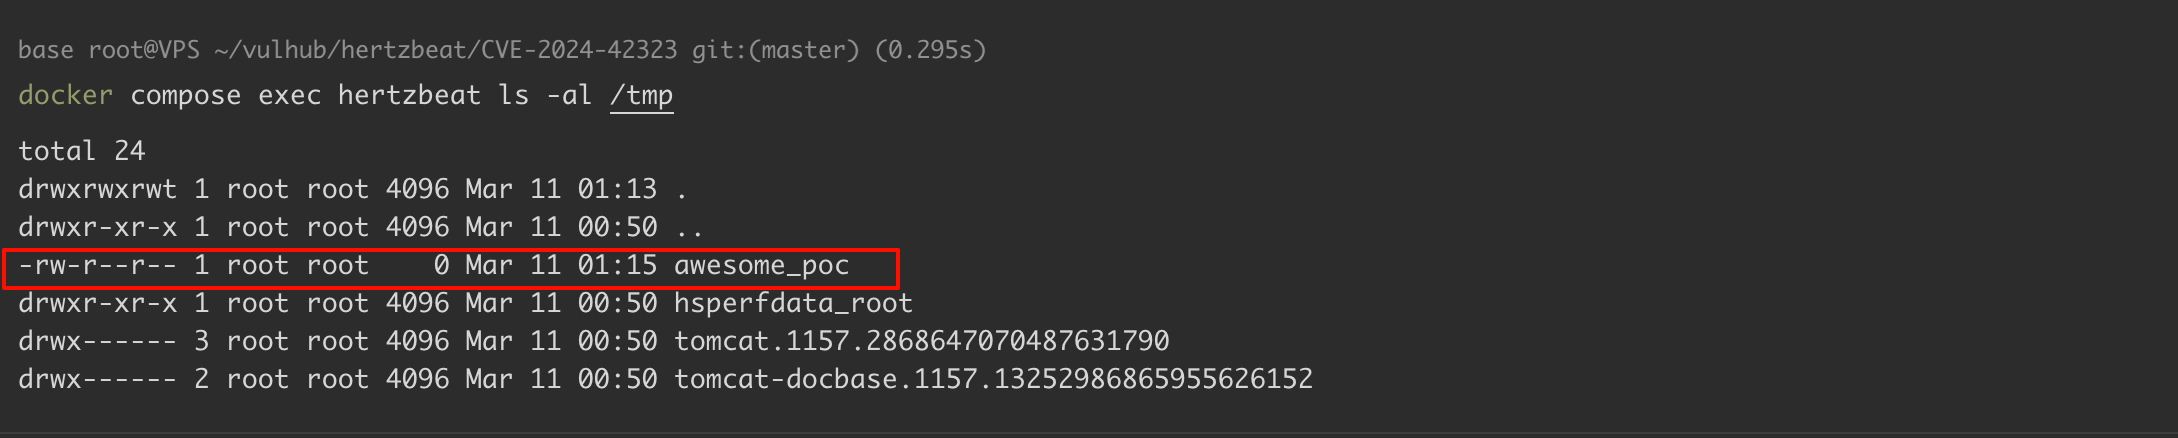 base root@VPS ~/vulhub/hertzbeat/CVE-2024-42323 git:(master) (0.295s)
docker compose exec hertzbeat ls -al /tmp
total 24
drwxrwxrwt 1 root root 4096 Mar 11 01:13 .
drwxr-xr-x 1 root root 4096 Mar 11 00:50 ..
-rw-r--r-- 1 root root    0 Mar 11 01:15 awesome_poc
drwxr-xr-x 1 root root 4096 Mar 11 00:50 hsperfdata_root
drwx------ 3 root root 4096 Mar 11 00:50 tomcat.1157.2868647070487631790
drwx------ 2 root root 4096 Mar 11 00:50 tomcat-docbase.1157.13252986865955626152